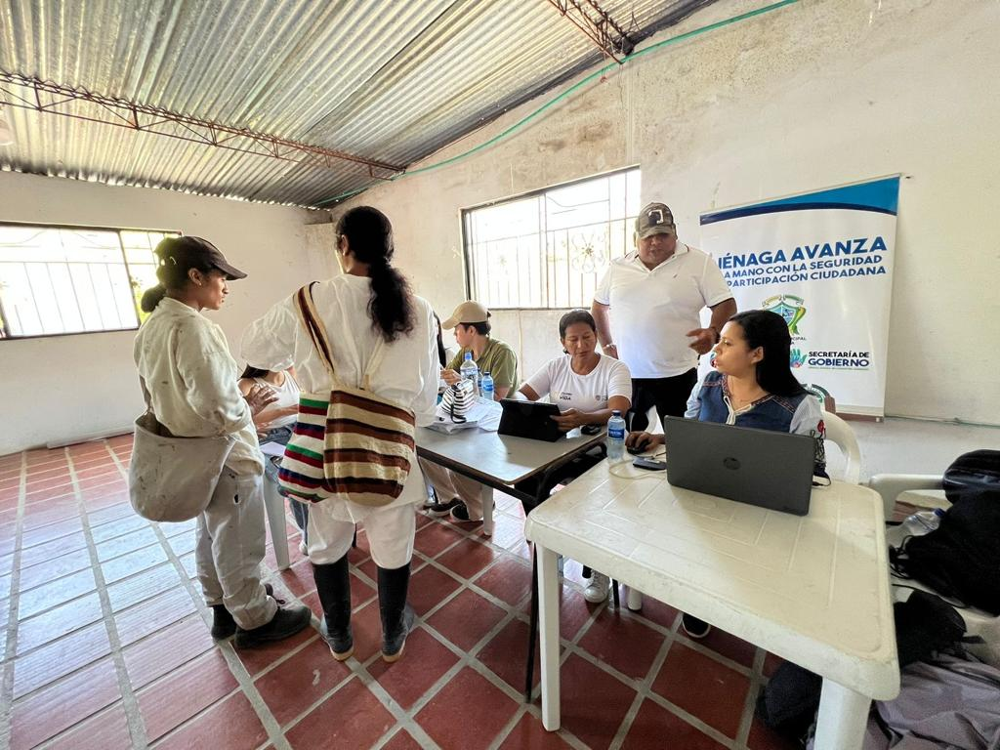 IÉNAGA AVANZA
A MANO CON LA SEGURIDAD
PARTICIPACIÓN CIUDADANA
SECRETARÍA DE
GOBIERNO
VIDA